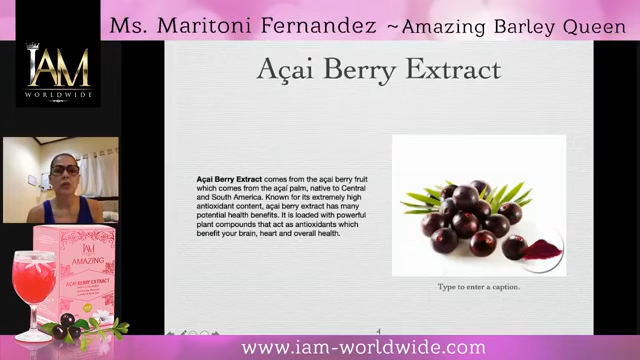 Ms. Maritoni Fernandez ~Amazing Barley Queen
IAM
WORLDWIDE
Açai Berry Extract
Açai Berry Extract comes from the açai berry fruit
which comes from the açaí palm, native to Central
and South America. Known for its extremely high
antioxidant content, açai berry extract has many
potential health benefits. It is loaded with powerful
plant compounds that act as antioxidants which
benefit your brain, heart and overall health.
Type to enter a caption.
IAM
AMAZING
AÇAI BERRY EXTRACT
4
www.iam-worldwide.com